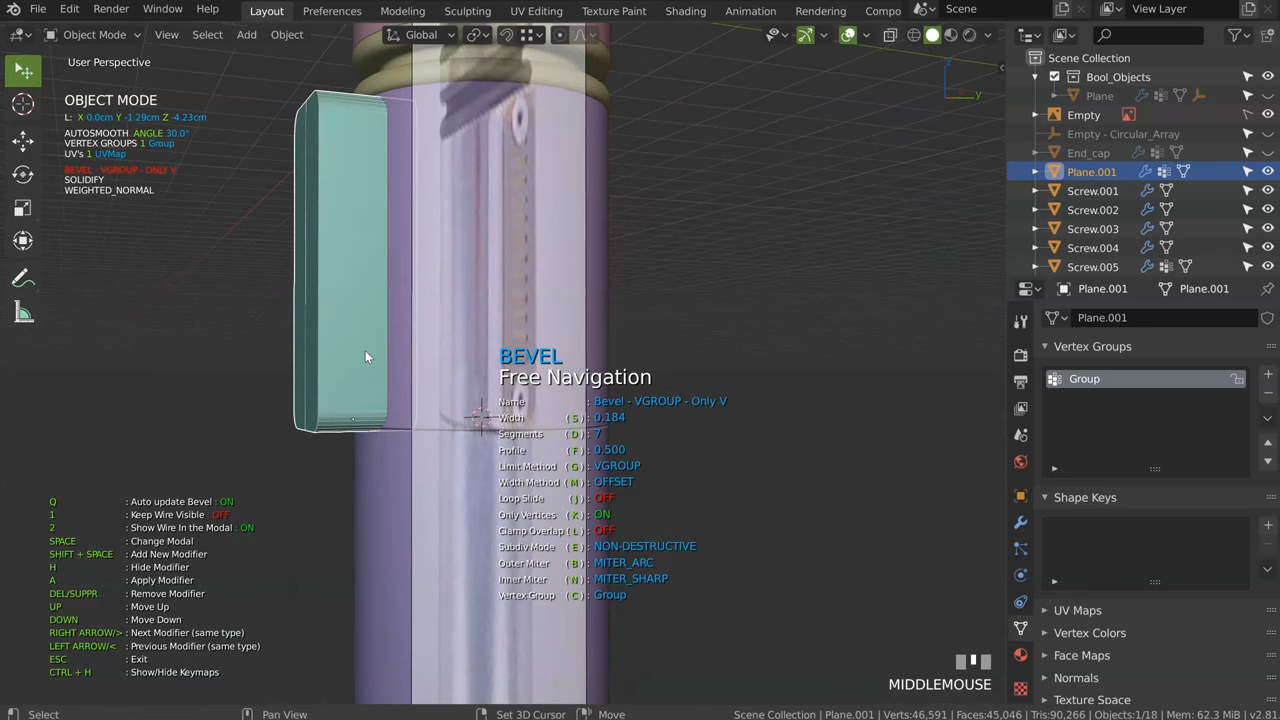 File Edit Render Window Help Layout Preferences Modeling Sculpting UV Editing Texture Paint Shading Animation Rendering Compo Scene View Layer
Object Mode View Select Add Object Global
User Perspective
OBJECT MODE
L: X 0.0cm Y -1.29cm Z -4.23cm
AUTOSMOOTH ANGLE 30.0°
VERTEX GROUPS 1 Group
UV's 1 UVMap
BEVEL - VGROUP - ONLY V
SOLIDIFY
WEIGHTED_NORMAL
z
y
BEVEL
Free Navigation
Name : Bevel - VGROUP - Only V
Width ( S ) : 0.184
Segments ( D ) : 7
Profile ( F ) : 0.500
Limit Method ( G ) : VGROUP
Width Method ( M ) : OFFSET
Loop Slide ( J ) : OFF
Only Vertices ( K ) : ON
Clamp Overlap ( L ) : OFF
Subdiv Mode ( E ) : NON-DESTRUCTIVE
Outer Miter ( B ) : MITER_ARC
Inner Miter ( N ) : MITER_SHARP
Vertex Group ( C ) : Group
Q : Auto update Bevel : ON
1 : Keep Wire Visible : OFF
2 : Show Wire In the Modal : ON
SPACE : Change Modal
SHIFT + SPACE : Add New Modifier
H : Hide Modifier
A : Apply Modifier
DEL/SUPPR : Remove Modifier
UP : Move Up
DOWN : Move Down
RIGHT ARROW/> : Next Modifier (same type)
LEFT ARROW/< : Previous Modifier (same type)
ESC : Exit
CTRL + H : Show/Hide Keymaps
MIDDLEMOUSE
Scene Collection
Bool_Objects
Plane
Empty
Empty - Circular_Array
End_cap
Plane.001
Screw.001
Screw.002
Screw.003
Screw.004
Screw.005
Plane.001 Plane.001
Plane.001
Vertex Groups
Group
Shape Keys
UV Maps
Vertex Colors
Face Maps
Normals
Texture Space
Select Pan View Set 3D Cursor Move Scene Collection | Plane.001 | Verts:46,591 | Faces:45,046 | Tris:90,266 | Objects:1/18 | Mem: 62.3 MiB | v2.8